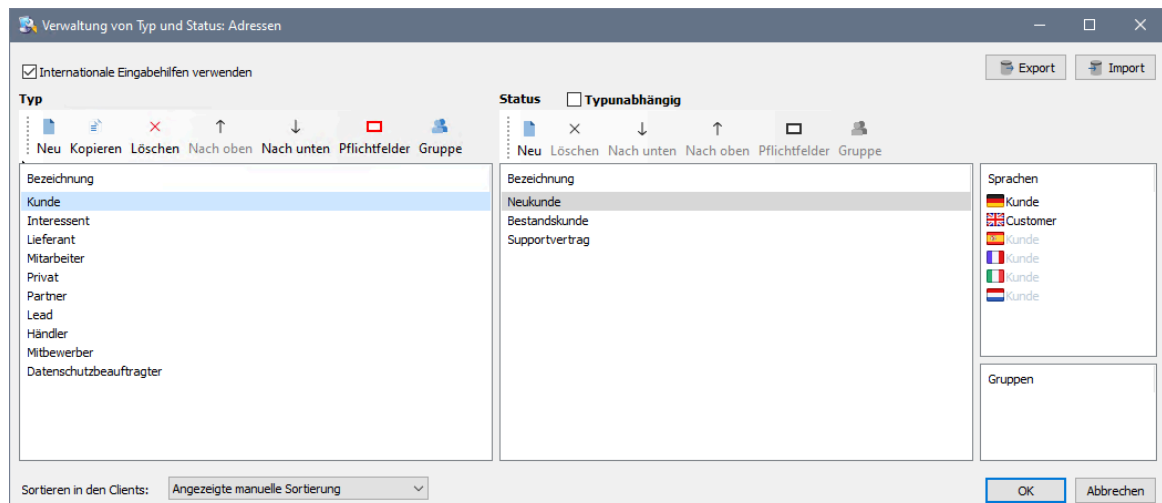 Verwaltung von Typ und Status: Adressen
Internationale Eingabehilfen verwenden
Export Import
Typ
Neu Kopieren Löschen Nach oben Nach unten Pflichtfelder Gruppe
Bezeichnung
Kunde
Interessent
Lieferant
Mitarbeiter
Privat
Partner
Lead
Händler
Mitbewerber
Datenschutzbeauftragter
Status Typunabhängig
Neu Löschen Nach unten Nach oben Pflichtfelder Gruppe
Bezeichnung
Neukunde
Bestandskunde
Supportvertrag
Sprachen
Kunde
Customer
Kunde
Kunde
Kunde
Kunde
Gruppen
Sortieren in den Clients: Angezeigte manuelle Sortierung
OK Abbrechen